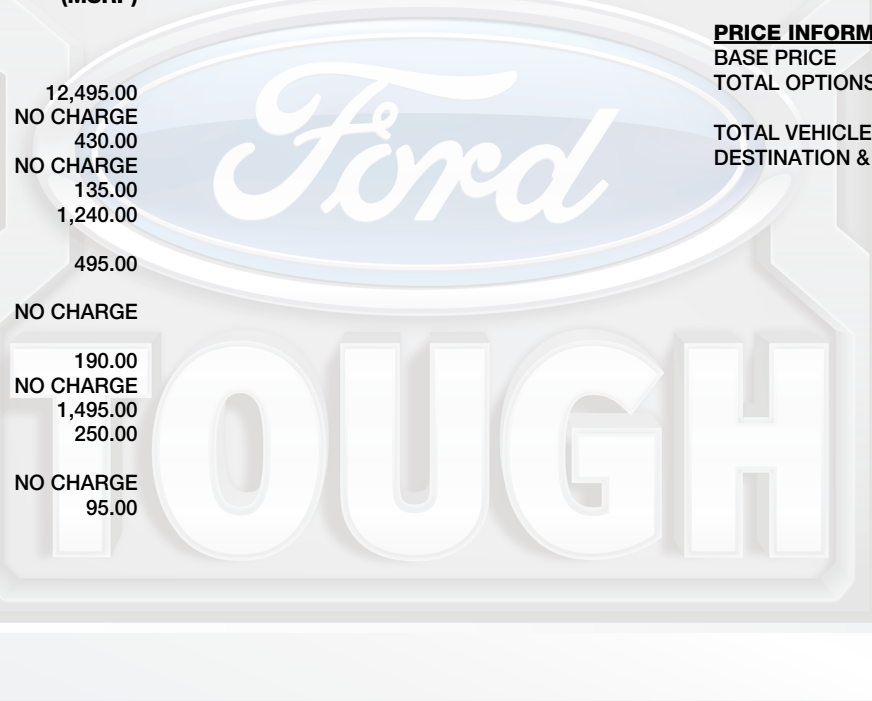 (MSRP)
12,495.00
NO CHARGE
430.00
NO CHARGE
135.00
1,240.00
495.00
NO CHARGE
190.00
NO CHARGE
1,495.00
250.00
NO CHARGE
95.00
PRICE INFORM
BASE PRICE
TOTAL OPTIONS
TOTAL VEHICLE
DESTINATION &
Ford
TOUGH